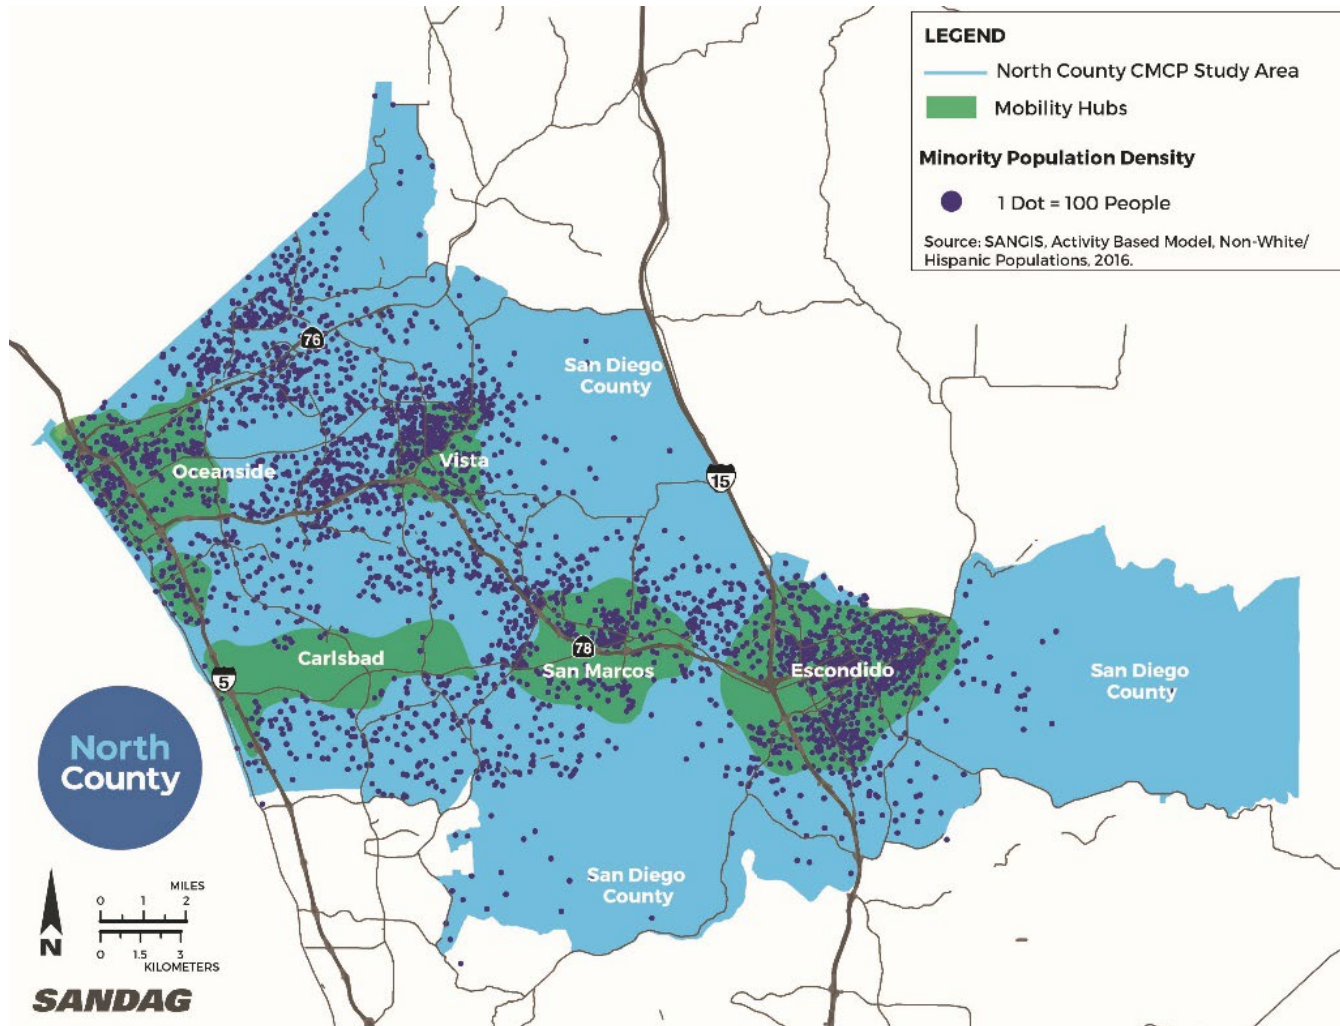 LEGEND
North County CMCP Study Area
Mobility Hubs
Minority Population Density
1 Dot = 100 People
Source: SANGIS, Activity Based Model, Non-White/
Hispanic Populations, 2016.
76
San Diego
County
Oceanside
Vista
15
Carlsbad
5
78
San Marcos
Escondido
San Diego
County
North
County
San Diego
County
N
MILES
0 1 2
0 1.5 3
KILOMETERS
SANDAG